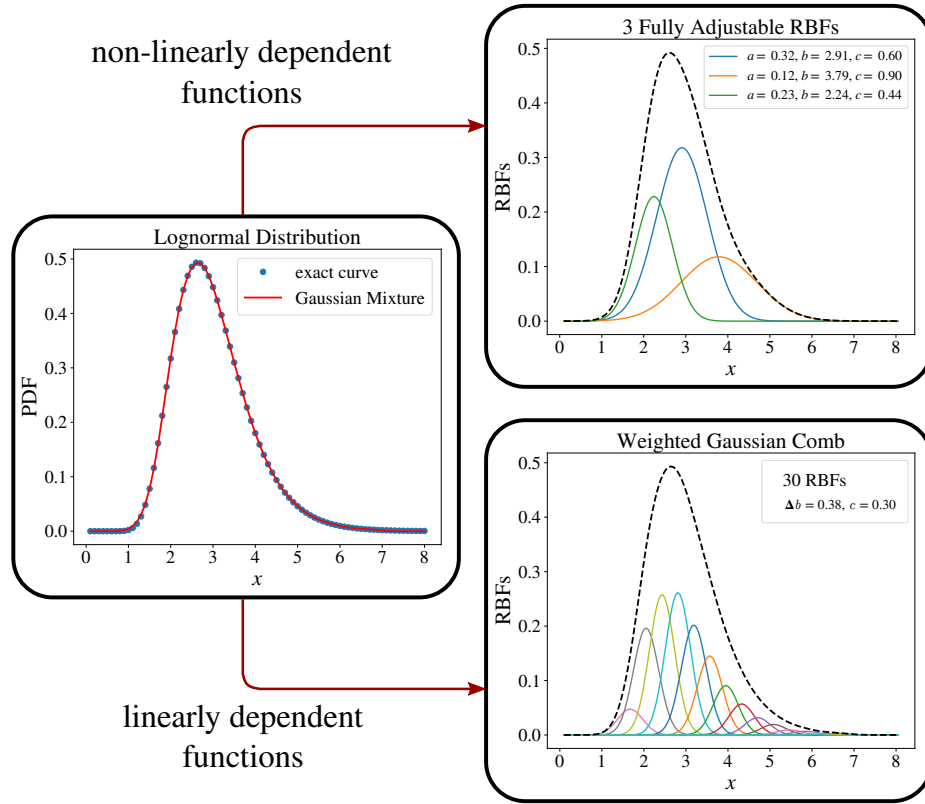 non-linearly dependent
functions
3 Fully Adjustable RBFs
a = 0.32, b = 2.91, c = 0.60
a = 0.12, b = 3.79, c = 0.90
a = 0.23, b = 2.24, c = 0.44
RBFs
0.5
0.4
0.3
0.2
0.1
0.0
0 1 2 3 4 5 6 7 8
x
Lognormal Distribution
exact curve
Gaussian Mixture
PDF
0.5
0.4
0.3
0.2
0.1
0.0
0 1 2 3 4 5 6 7 8
x
Weighted Gaussian Comb
30 RBFs
Δb = 0.38, c = 0.30
RBFs
0.5
0.4
0.3
0.2
0.1
0.0
0 1 2 3 4 5 6 7 8
x
linearly dependent
functions